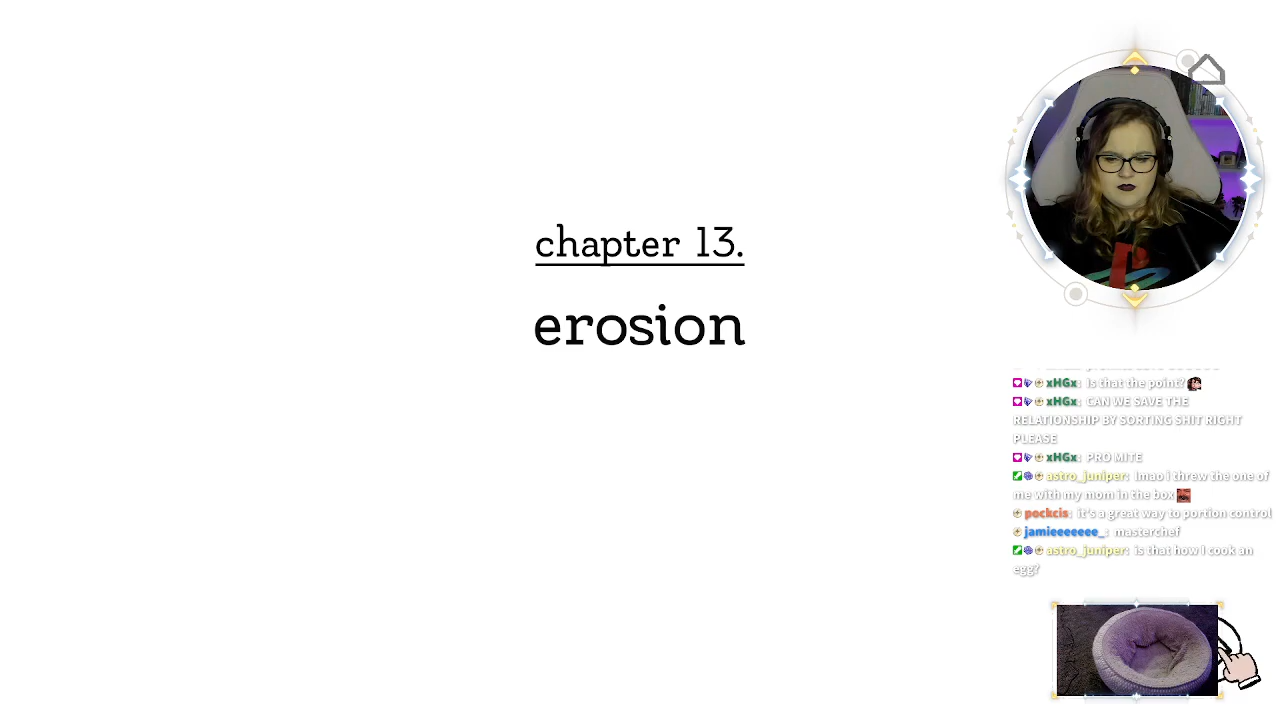 chapter 13.
erosion
xHGx: Is that the point?
xHGx: CAN WE SAVE THE
RELATIONSHIP BY SORTING SHIT RIGHT
PLEASE
xHGx: PRO MITE
astro_juniper: lmao i threw the one of
me with my mom in the box
pockcis: it's a great way to portion control
jamieeeeeee_: masterchef
astro_juniper: is that how I cook an
egg?